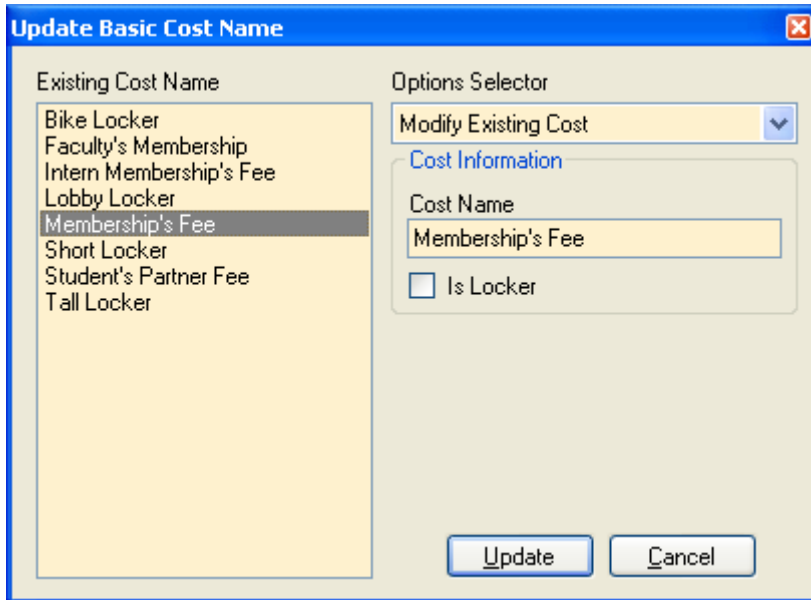 Update Basic Cost Name
Existing Cost Name
Bike Locker
Faculty's Membership
Intern Membership's Fee
Lobby Locker
Membership's Fee
Short Locker
Student's Partner Fee
Tall Locker
Options Selector
Modify Existing Cost
Cost Information
Cost Name
Membership's Fee
Is Locker
Update
Cancel